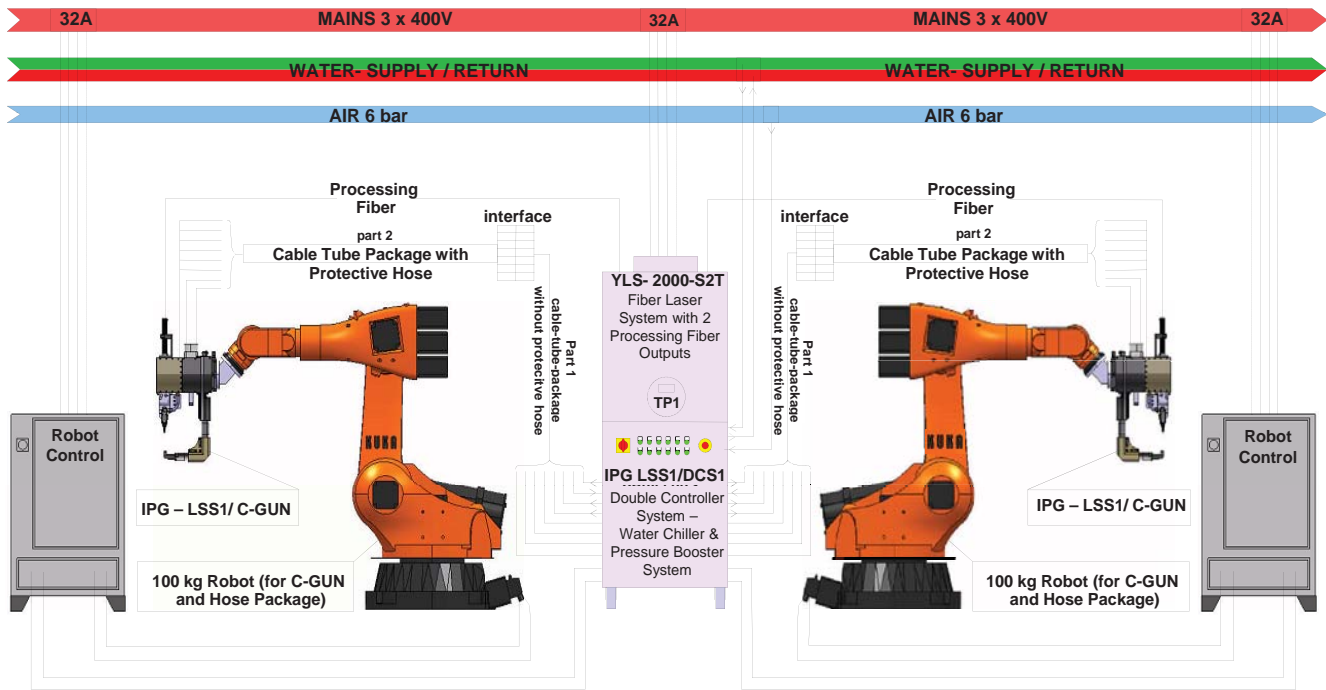 32A
MAINS 3 x 400V
32A
MAINS 3 x 400V
32A
WATER- SUPPLY / RETURN
WATER- SUPPLY / RETURN
AIR 6 bar
AIR 6 bar
Processing
Fiber
interface
part 2
Cable Tube Package with
Protective Hose
Part 1
cable-tube-package
without protecitve hose
YLS- 2000-S2T
Fiber Laser
System with 2
Processing Fiber
Outputs
TP1
IPG LSS1/DCS1
Double Controller
System –
Water Chiller &
Pressure Booster
System
Processing
Fiber
interface
part 2
Cable Tube Package with
Protective Hose
Part 1
cable-tube-package
without protective hose
Robot
Control
KUKA
IPG – LSS1/ C-GUN
100 kg Robot (for C-GUN
and Hose Package)
KUKA
IPG – LSS1/ C-GUN
100 kg Robot (for C-GUN
and Hose Package)
Robot
Control